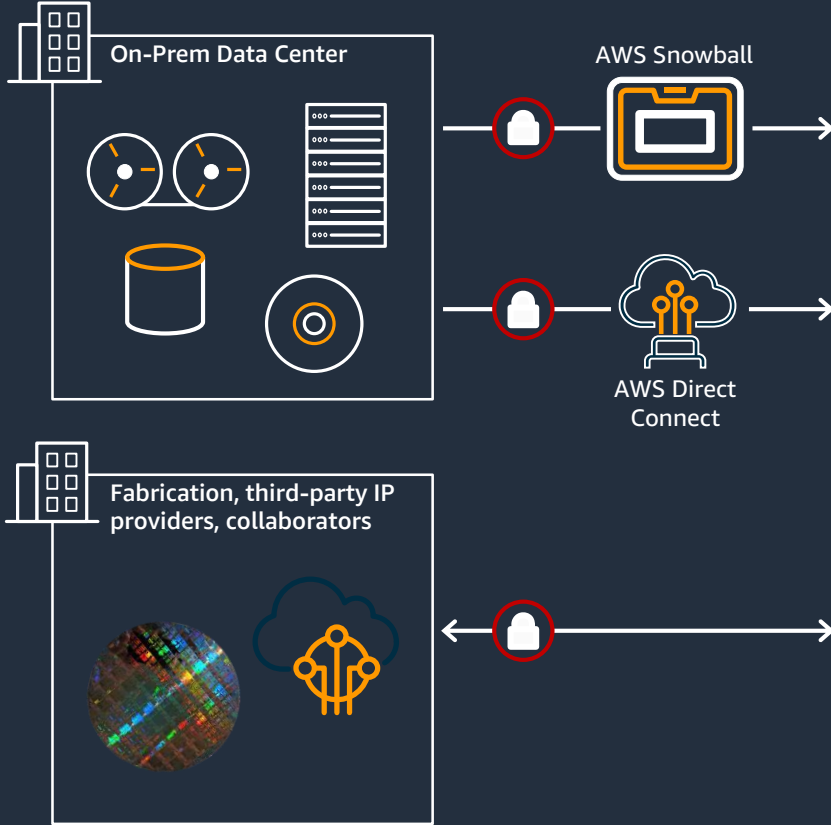 On-Prem Data Center
AWS Snowball
AWS Direct
Connect
Fabrication, third-party IP
providers, collaborators